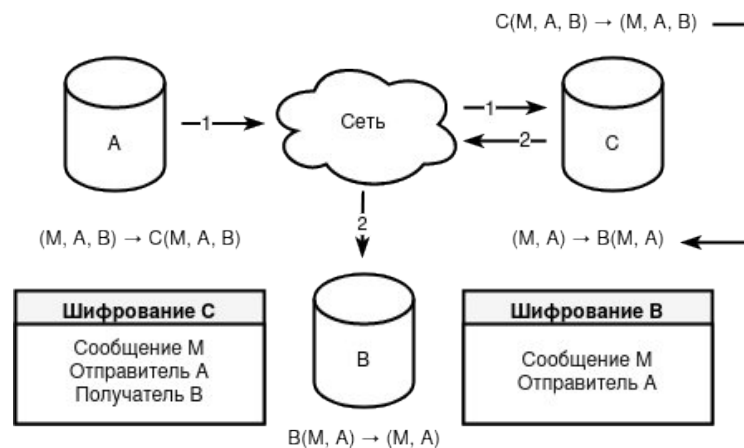 C(M, A, B) → (M, A, B)
A
1
Сеть
1
2
C
(M, A, B) → C(M, A, B)
2
(M, A) → B(M, A)
Шифрование C
Сообщение M
Отправитель A
Получатель B
B
Шифрование B
Сообщение M
Отправитель A
B(M, A) → (M, A)